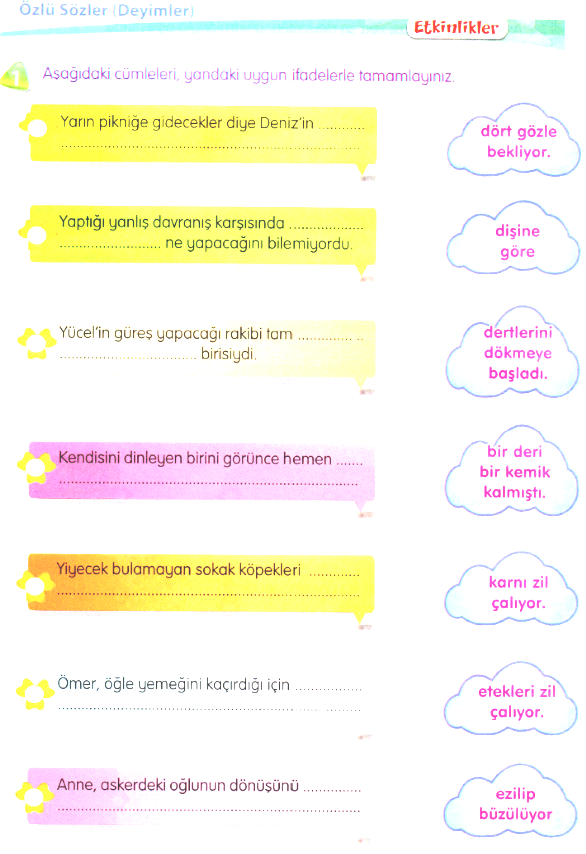 Özlü Sözler (Deyimler)
Etkinlikler
1 Aşağıdaki cümleleri, yandaki uygun ifadelerle tamamlayınız.
Yarın pikniğe gidecekler diye Deniz'in ...........
......................................................................
dört gözle
bekliyor.
Yaptığı yanlış davranış karşısında ..................
........................ ne yapacağını bilemiyordu.
dişine
göre
Yücel'in güreş yapacağı rakibi tam ................
................................. birisiydi.
dertlerini
dökmeye
başladı.
Kendisini dinleyen birini görünce hemen ......
......................................................................
bir deri
bir kemik
kalmıştı.
Yiyecek bulamayan sokak köpekleri ............
......................................................................
karnı zil
çalıyor.
Ömer, öğle yemeğini kaçırdığı için ................
......................................................................
etekleri zil
çalıyor.
Anne, askerdeki oğlunun dönüşünü ..............
......................................................................
ezilip
büzülüyor